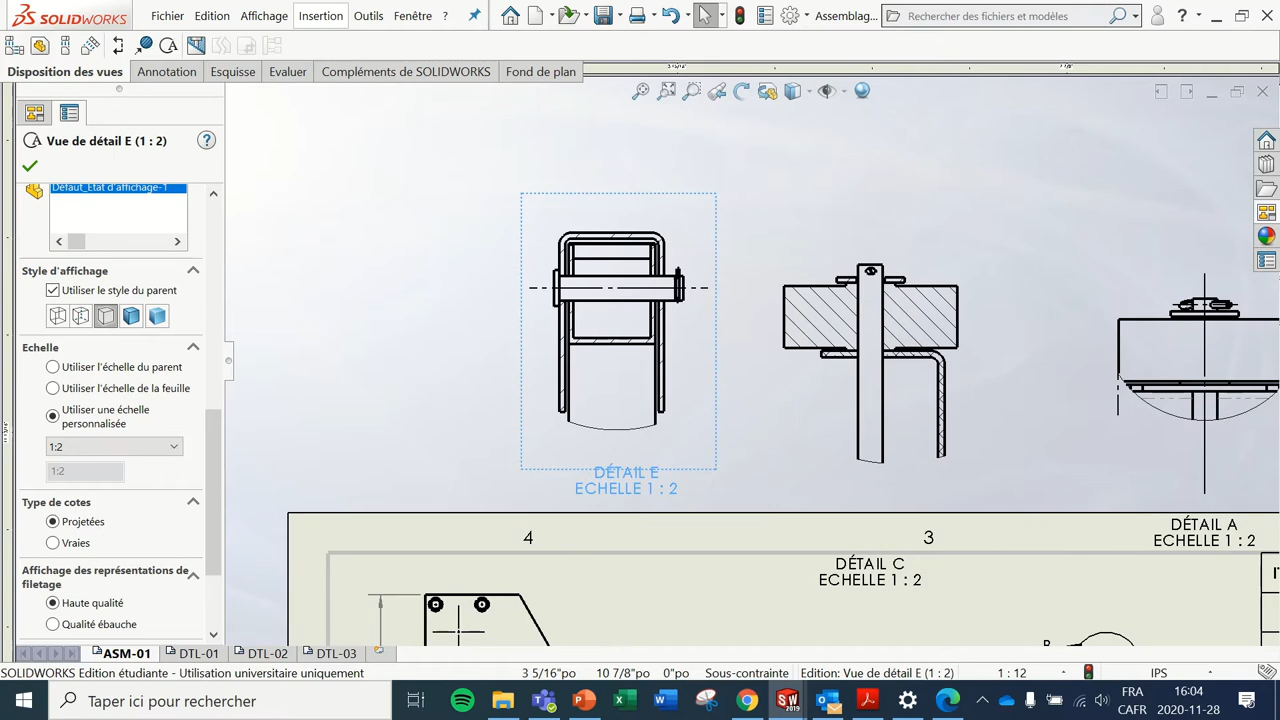 SOLIDWORKS
Fichier Edition Affichage Insertion Outils Fenêtre ?
Assemblag...
Rechercher des fichiers et modèles
?
Disposition des vues Annotation Esquisse Evaluer Compléments de SOLIDWORKS Fond de plan
Vue de détail E (1 : 2)
?
Défaut_Etat d'affichage-1
Style d'affichage
Utiliser le style du parent
Echelle
Utiliser l'échelle du parent
Utiliser l'échelle de la feuille
Utiliser une échelle
personnalisée
1:2
1:2
Type de cotes
Projetées
Vraies
Affichage des représentations de
filetage
Haute qualité
Qualité ébauche
DÉTAIL E
ECHELLE 1 : 2
4
3
DÉTAIL C
ECHELLE 1 : 2
DÉTAIL A
ECHELLE 1 : 2
ASM-01 DTL-01 DTL-02 DTL-03
SOLIDWORKS Edition étudiante - Utilisation universitaire uniquement
3 5/16"po 10 7/8"po 0"po Sous-contrainte Edition: Vue de détail E (1 : 2) 1 : 12 IPS
Taper ici pour rechercher
FRA
CAFR
16:04
2020-11-28